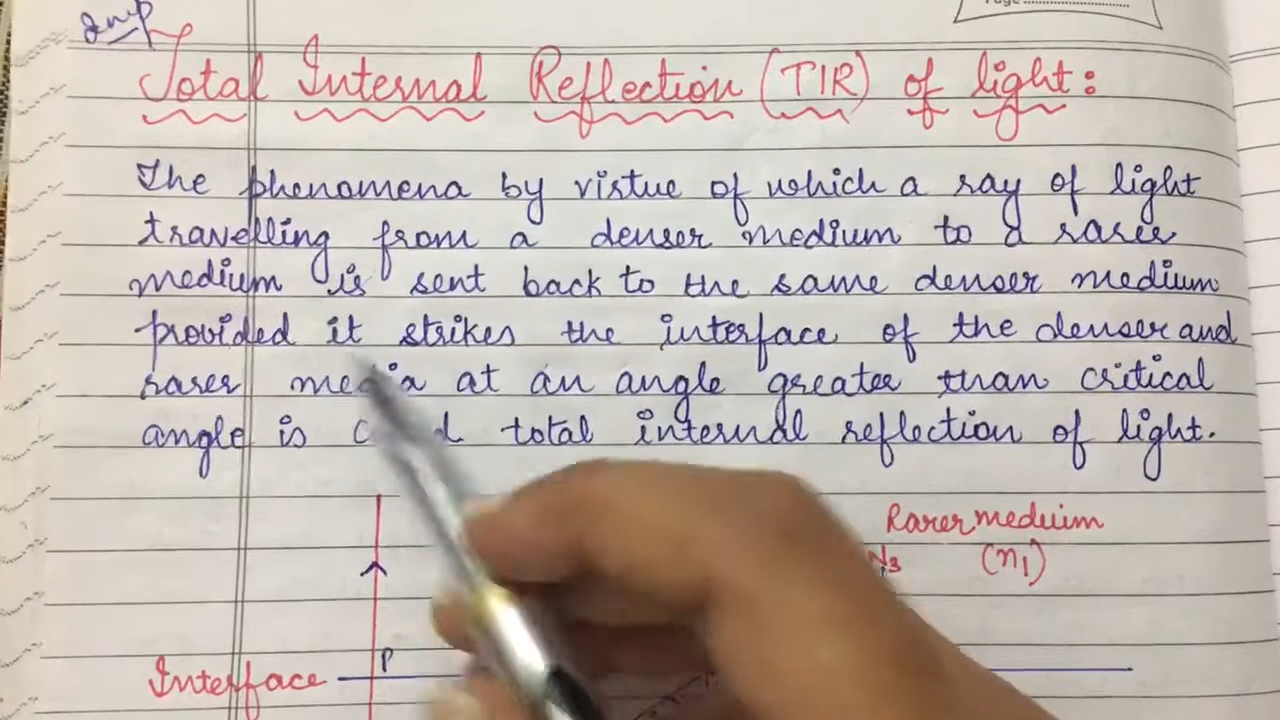 Imp
Page
Total Internal Reflection (TIR) of light:
The phenomena by virtue of which a ray of light
travelling from a denser medium to a rarer
medium is sent back to the same denser medium
provided it strikes the interface of the denser and
rarer media at an angle greater than critical
angle is total internal reflection of light.
Rarer meduim
N3 (n1)
P
Interface